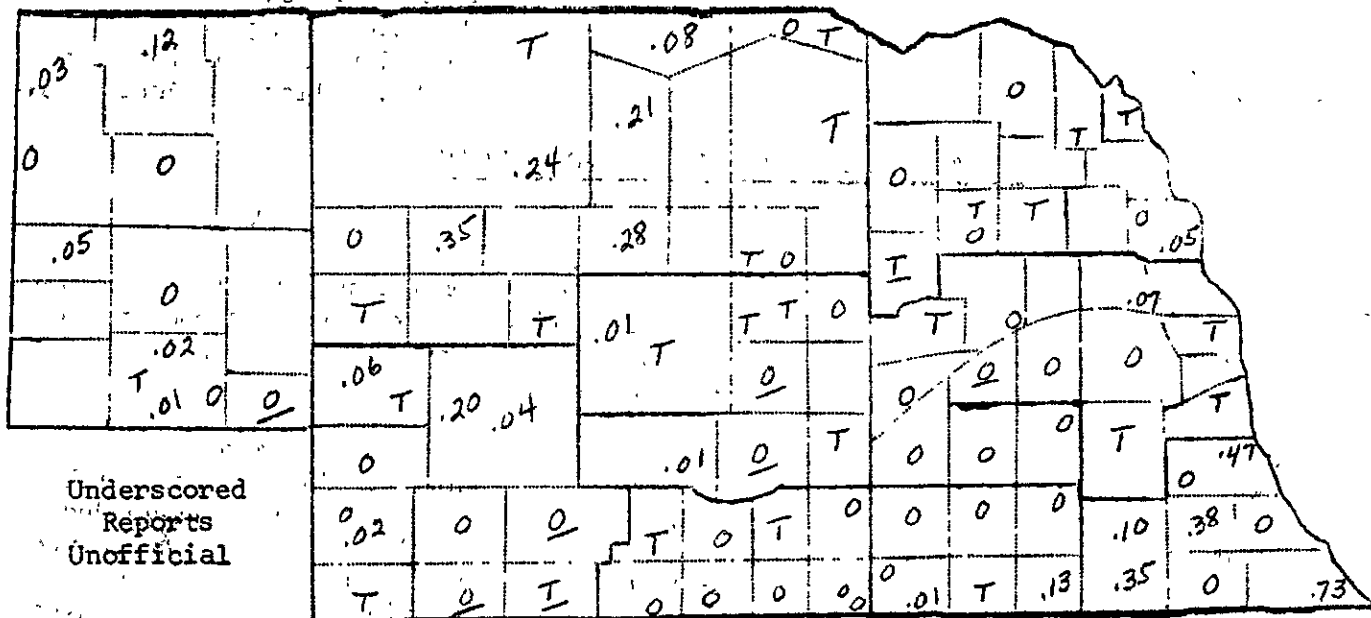 .12 T .08 0 T
.03 0
.21 T T T
0 0 .24 0
0 .35 .28 T 0 T T 0 0
.05 T 0 .05
0 T T .01 T T 0 T 0 .07 T
.02 T 0 0 0 0
T .01 0 0 .06 T .20 .04 0 T
0 .01 0 T 0 0 0 T .47
0
Underscored
Reports
Unofficial
0 .02 0 0 T 0 T 0 0 0 0 .10 .38 0
T 0 T 0 0 0 0 0 0 .01 T .13 .35 0 .73